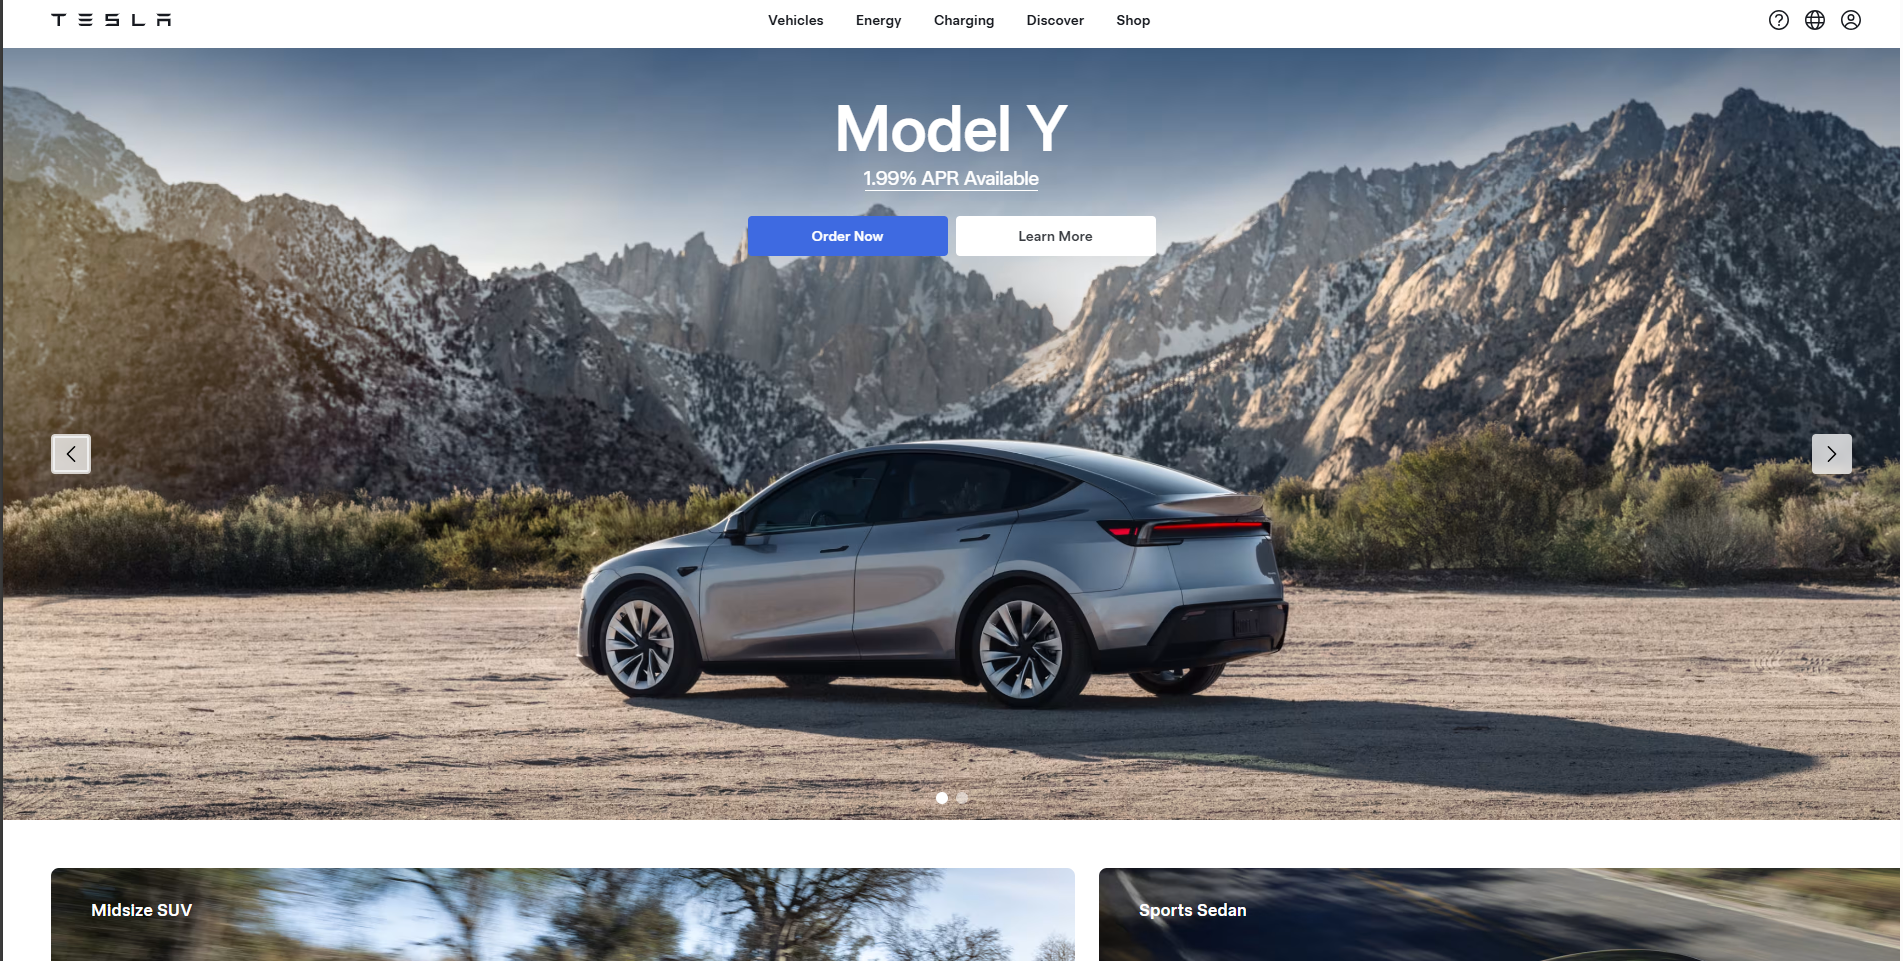 TESLA
Vehicles Energy Charging Discover Shop
Model Y
1.99% APR Available
Order Now Learn More
Midsize SUV Sports Sedan